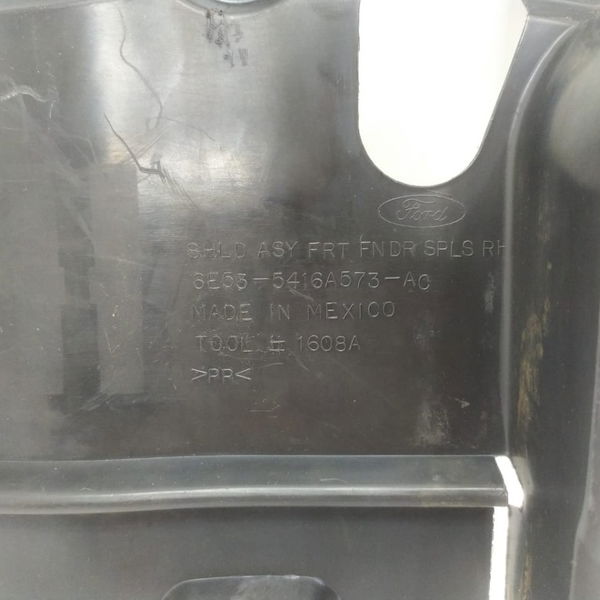 Ford
SHLD ASY FRT FNDR SPLS RH
6E53-5416A573-AC
MADE IN MEXICO
TOOL # 1608A
>PP<